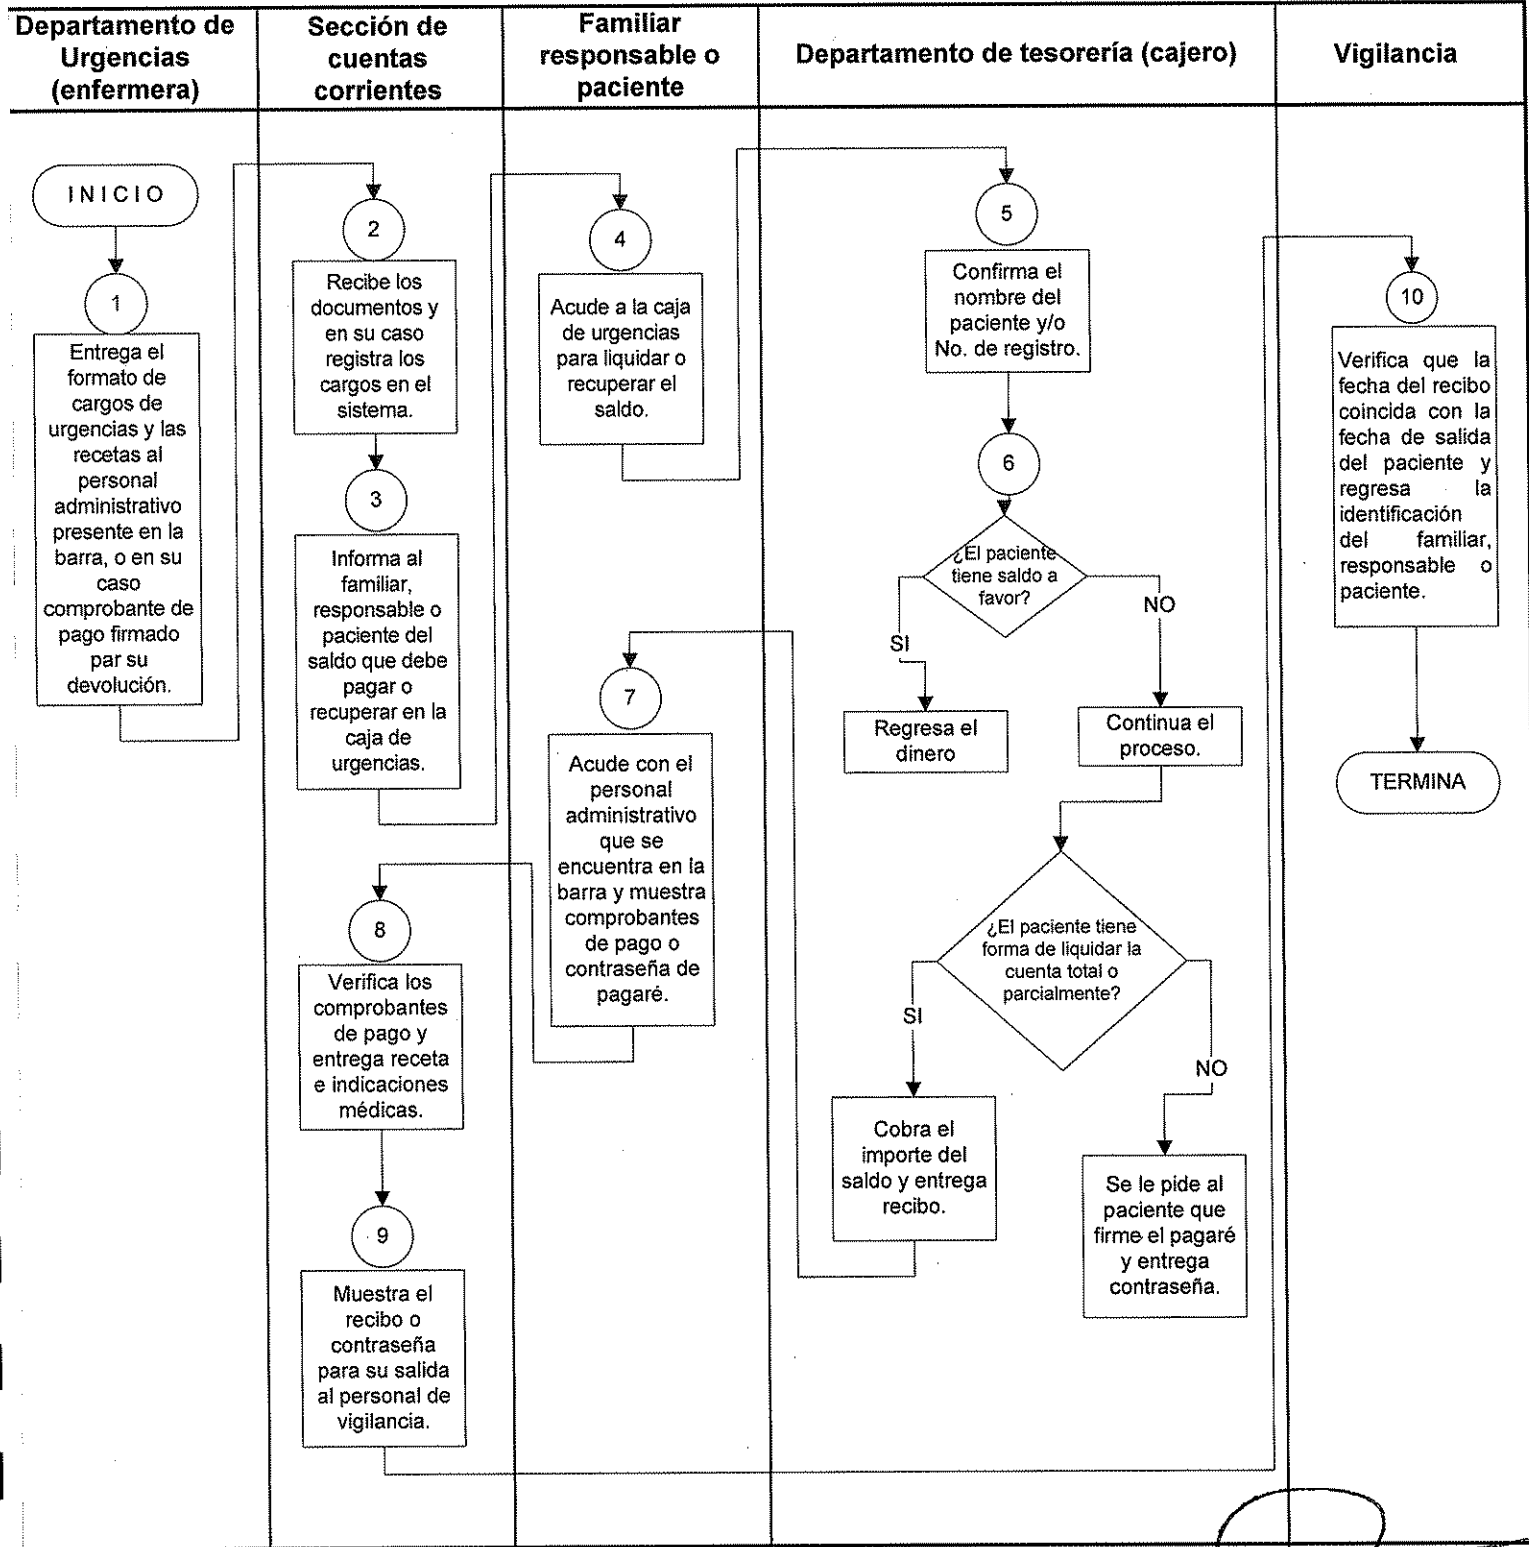 Departamento de
Urgencias
(enfermera)
Sección de
cuentas
corrientes
Familiar
responsable o
paciente
Departamento de tesorería (cajero)
Vigilancia
INICIO
1
Entrega el
formato de
cargos de
urgencias y las
recetas al
personal
administrativo
presente en la
barra, o en su
caso
comprobante de
pago firmado
par su
devolución.
2
Recibe los
documentos y
en su caso
registra los
cargos en el
sistema.
3
Informa al
familiar,
responsable o
paciente del
saldo que debe
pagar o
recuperar en la
caja de
urgencias.
4
Acude a la caja
de urgencias
para liquidar o
recuperar el
saldo.
5
Confirma el
nombre del
paciente y/o
No. de registro.
6
¿El paciente
tiene saldo a
favor?
SI
NO
Regresa el
dinero
Continua el
proceso.
¿El paciente tiene
forma de liquidar la
cuenta total o
parcialmente?
SI
NO
Cobra el
importe del
saldo y entrega
recibo.
Se le pide al
paciente que
firme el pagaré
y entrega
contraseña.
7
Acude con el
personal
administrativo
que se
encuentra en la
barra y muestra
comprobantes
de pago o
contraseña de
pagaré.
8
Verifica los
comprobantes
de pago y
entrega receta
e indicaciones
médicas.
9
Muestra el
recibo o
contraseña
para su salida
al personal de
vigilancia.
10
Verifica que la
fecha del recibo
coincida con la
fecha de salida
del paciente y
regresa la
identificación
del familiar,
responsable o
paciente.
TERMINA